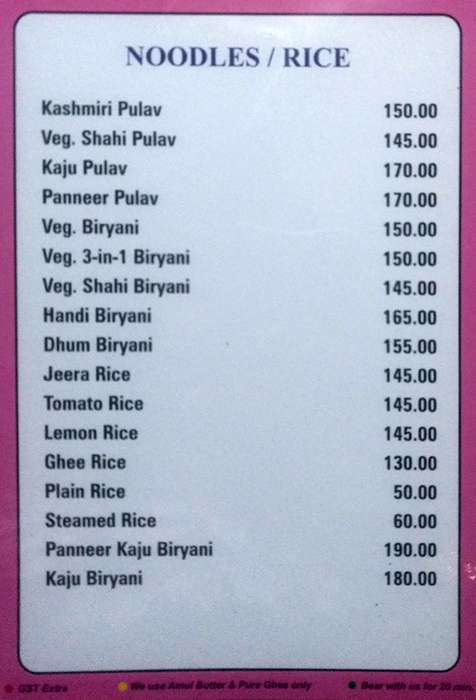 NOODLES / RICE
Kashmiri Pulav 150.00
Veg. Shahi Pulav 145.00
Kaju Pulav 170.00
Panneer Pulav 170.00
Veg. Biryani 150.00
Veg. 3-in-1 Biryani 150.00
Veg. Shahi Biryani 145.00
Handi Biryani 165.00
Dhum Biryani 155.00
Jeera Rice 145.00
Tomato Rice 145.00
Lemon Rice 145.00
Ghee Rice 130.00
Plain Rice 50.00
Steamed Rice 60.00
Panneer Kaju Biryani 190.00
Kaju Biryani 180.00
GST Extra We use Amul Butter & Pure Ghee only Bear with us for 20 min